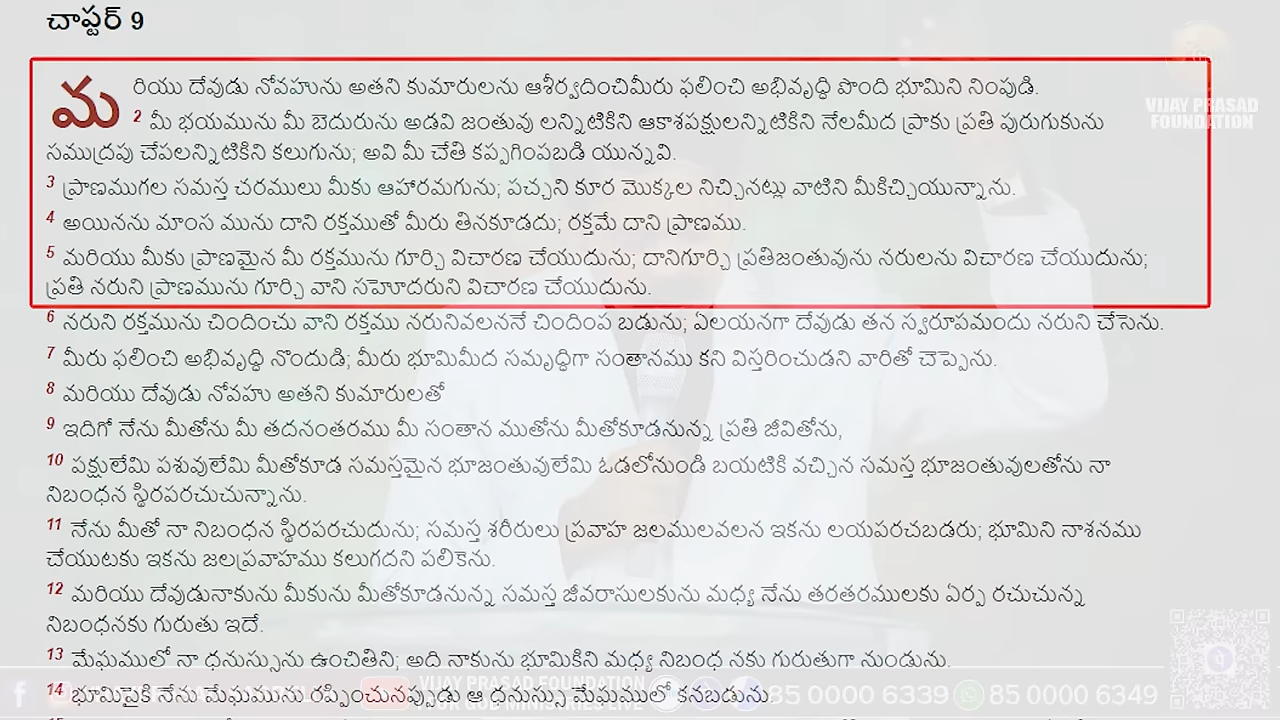 చాప్టర్ 9
మరియు దేవుడు నోవహును అతని కుమారులను ఆశీర్వదించిమీరు ఫలించి అభివృద్ధి పొంది భూమిని నింపుడి.
2 మీ భయమును మీ బెదురును అడవి జంతువు లన్నిటికిని ఆకాశపక్షులన్నిటికిని నేలమీద ప్రాకు ప్రతి పురుగుకును
సముద్రపు చేపలన్నిటికిని కలుగును; అవి మీ చేతి కప్పగింపబడి యున్నవి.
3 ప్రాణముగల సమస్త చరములు మీకు ఆహారమగును; పచ్చని కూర మొక్కల నిచ్చినట్లు వాటిని మీకిచ్చియున్నాను.
4 అయినను మాంస మును దాని రక్తముతో మీరు తినకూడదు; రక్తమే దాని ప్రాణము.
5 మరియు మీకు ప్రాణమైన మీ రక్తమును గూర్చి విచారణ చేయుదును; దానిగూర్చి ప్రతిజంతువును నరులను విచారణ చేయుదును;
ప్రతి నరుని ప్రాణమును గూర్చి వాని సహెూదరుని విచారణ చేయుదును.
6 నరుని రక్తమును చిందించు వాని రక్తము నరునివలననే చిందింప బడును; ఏలయనగా దేవుడు తన స్వరూపమందు నరుని చేసెను.
7 మీరు ఫలించి అభివృద్ధి నొందుడి; మీరు భూమిమీద సమృద్ధిగా సంతానము కని విస్తరించుడని వారితో చెప్పెను.
8 మరియు దేవుడు నోవహు అతని కుమారులతో
9 ఇదిగో నేను మీతోను మీ తదనంతరము మీ సంతాన ముతోను మీతోకూడనున్న ప్రతి జీవితోను,
10 పక్షులేమి పశువులేమి మీతోకూడ సమస్తమైన భూజంతువులేమి ఓడలోనుండి బయటికి వచ్చిన సమస్త భూజంతువులతోను నా
నిబంధన స్థిరపరచుచున్నాను.
11 నేను మీతో నా నిబంధన స్థిరపరచుదును; సమస్త శరీరులు ప్రవాహ జలములవలన ఇకను లయపరచబడరు; భూమిని నాశనము
చేయుటకు ఇకను జలప్రవాహము కలుగదని పలికెను.
12 మరియు దేవుడునాకును మీకును మీతోకూడనున్న సమస్త జీవరాసులకును మధ్య నేను తరతరములకు ఏర్ప రచుచున్న
నిబంధనకు గురుతు ఇదే.
13 మేఘములో నా ధనుస్సును ఉంచితిని; అది నాకును భూమికిని మధ్య నిబంధ నకు గురుతుగా నుండును.
14 భూమిపైకి నేను మేఘమును రప్పించునప్పుడు ఆ ధనుస్సు మేఘములో కనబడును.
VIJAY PRASAD
FOUNDATION
VIJAY PRASAD FOUNDATION
FOR GOD MINISTRIES LIVE
85 0000 6339
85 0000 6349